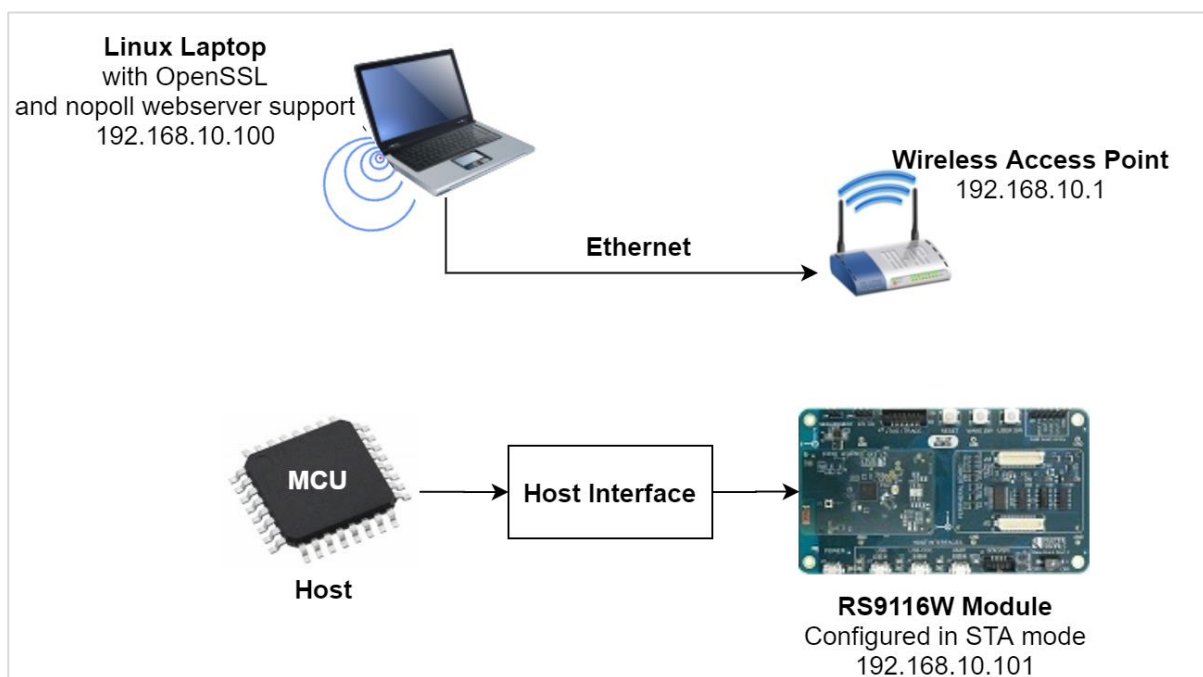 Linux Laptop
with OpenSSL
and nopoll webserver support
192.168.10.100
Wireless Access Point
192.168.10.1
Ethernet
MCU
Host Interface
Host
RS9116W Module
Configured in STA mode
192.168.10.101